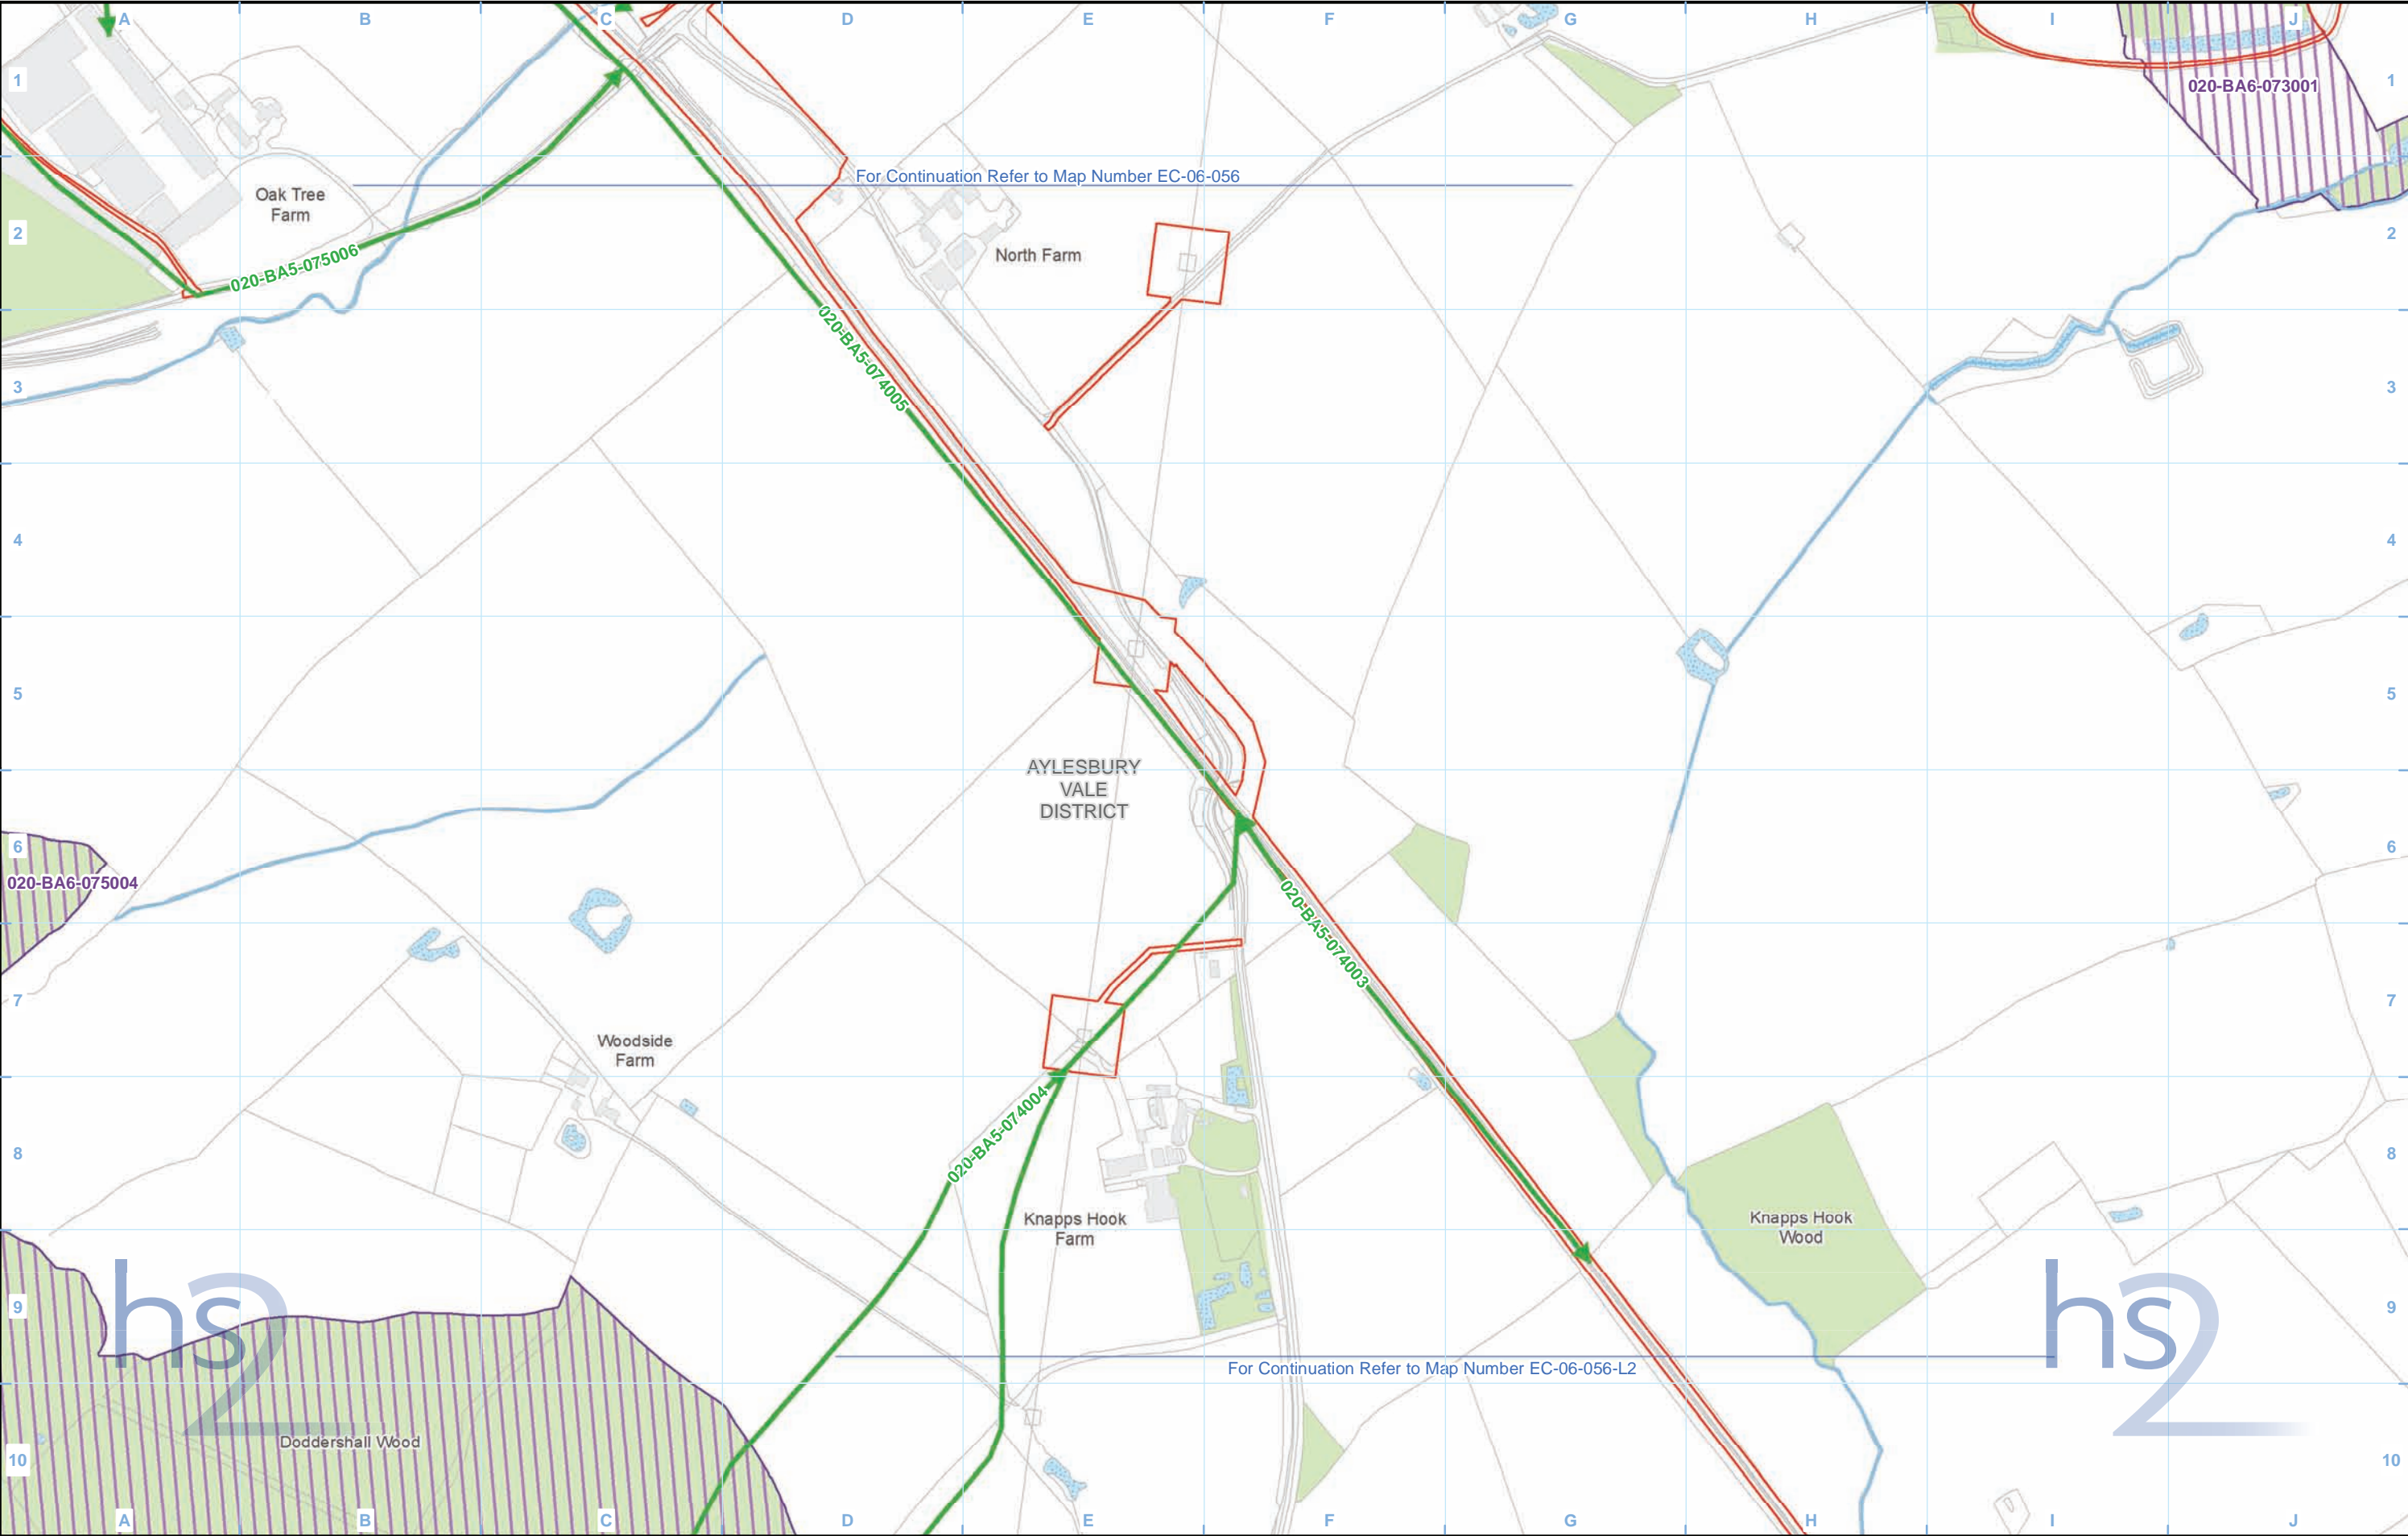 A B C D E F G H I J
1 1
020-BA6-073001
For Continuation Refer to Map Number EC-06-056
Oak Tree
Farm
2 2
020-BA5-075006
North Farm
020-BA5-074005
3 3
4 4
5 5
AYLESBURY
VALE
DISTRICT
6 6
020-BA6-075004
020-BA5-074003
7 7
Woodside
Farm
020-BA5-074004
8 8
Knapps Hook
Farm
Knapps Hook
Wood
9 9
hs2 hs2
For Continuation Refer to Map Number EC-06-056-L2
Doddershall Wood
10 10
A B C D E F G H I J